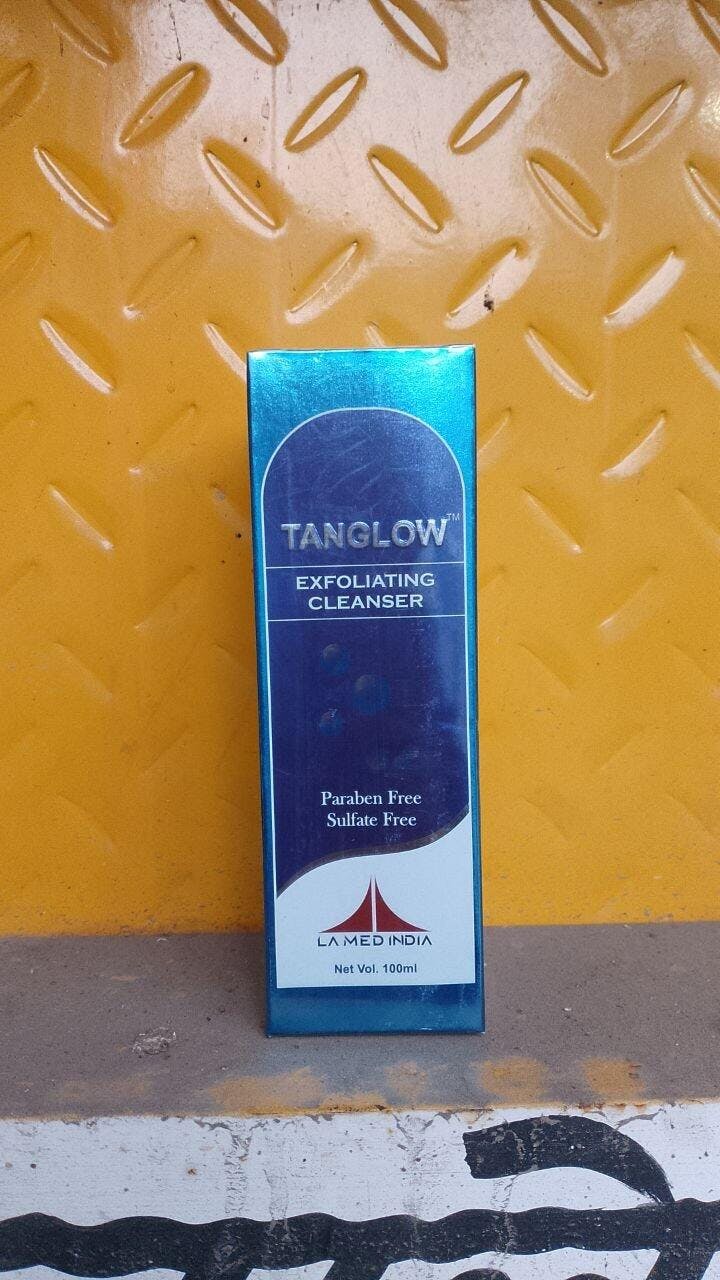 TANGLOW™
EXFOLIATING
CLEANSER
Paraben Free
Sulfate Free
LA MED INDIA
Net Vol. 100ml